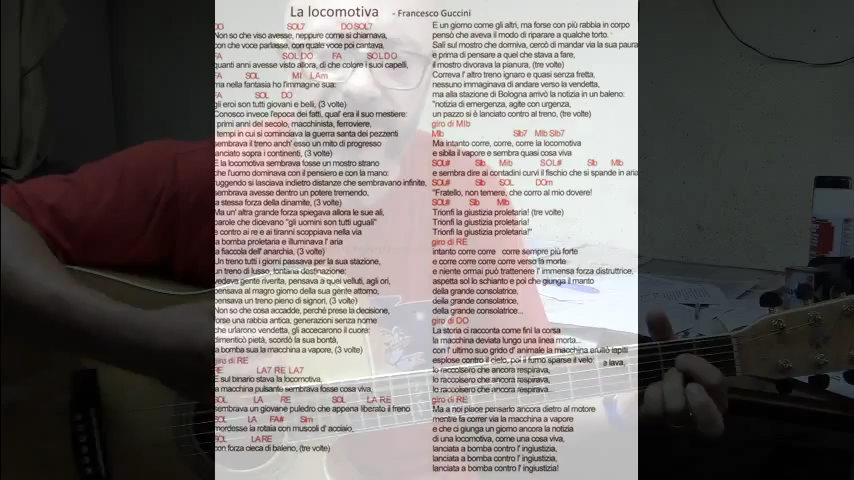 La locomotiva - Francesco Guccini
DO SOL7 DO SOL7
Non so che viso avesse, neppure come si chiamava,
con che voce parlasse, con quale voce poi cantava,
FA SOL DO FA SOL DO
quanti anni avesse visto allora, di che colore i suoi capelli,
FA SOL MI LAm
ma nella fantasia ho l'immagine sua:
FA SOL DO
gli eroi son tutti giovani e belli, (3 volte)
Conosco invece l'epoca dei fatti, qual' era il suo mestiere:
i primi anni del secolo, macchinista, ferroviere,
i tempi in cui si cominciava la guerra santa dei pezzenti
sembrava il treno anch' esso un mito di progresso
lanciato sopra i continenti, (3 volte)
E la locomotiva sembrava fosse un mostro strano
che l'uomo dominava con il pensiero e con la mano:
ruggendo si lasciava indietro distanze che sembravano infinite,
sembrava avesse dentro un potere tremendo,
la stessa forza della dinamite, (3 volte)
Ma un' altra grande forza spiegava allora le sue ali,
parole che dicevano "gli uomini son tutti uguali"
e contro ai re e ai tiranni scoppiava nella via
la bomba proletaria e illuminava l' aria
la fiaccola dell' anarchia, (3 volte)
Un treno tutti i giorni passava per la sua stazione,
un treno di lusso, lontana destinazione:
vedeva gente riverita, pensava a quei velluti, agli ori,
pensava al magro giorno della sua gente attorno,
pensava un treno pieno di signori, (3 volte)
Non so che cosa accadde, perché prese la decisione,
forse una rabbia antica, generazioni senza nome
che urlarono vendetta, gli accecarono il cuore:
dimenticò pietà, scordò la sua bontà,
la bomba sua la macchina a vapore, (3 volte)
giro di RE
RE LA7 RE LA7
E sul binario stava la locomotiva,
la macchina pulsante sembrava fosse cosa viva,
SOL LA RE SOL LA RE
sembrava un giovane puledro che appena liberato il freno
SOL LA FA# SIm
mordesse la rotaia con muscoli d' acciaio,
SOL LA RE
con forza cieca di baleno, (tre volte)
E un giorno come gli altri, ma forse con più rabbia in corpo
pensò che aveva il modo di riparare a qualche torto.
Salì sul mostro che dormiva, cercò di mandar via la sua paura
e prima di pensare a quel che stava a fare,
il mostro divorava la pianura, (tre volte)
Correva l' altro treno ignaro e quasi senza fretta,
nessuno immaginava di andare verso la vendetta,
ma alla stazione di Bologna arrivò la notizia in un baleno:
"notizia di emergenza, agite con urgenza,
un pazzo si è lanciato contro al treno, (tre volte)
giro di MIb
MIb SIb7 MIb SIb7
Ma intanto corre, corre, corre la locomotiva
e sibila il vapore e sembra quasi cosa viva
SOL# SIb MIb SOL# SIb MIb
e sembra dire ai contadini curvi il fischio che si spande in aria
SOL# SIb SOL DOm
"Fratello, non temere, che corro al mio dovere!
SOL# SIb MIb
Trionfi la giustizia proletaria! (tre volte)
Trionfi la giustizia proletaria!
Trionfi la giustizia proletaria!"
giro di RE
intanto corre corre corre sempre più forte
e corre corre corre corre verso la morte
e niente ormai può trattenere l' immensa forza distruttrice,
aspetta sol lo schianto e poi che giunga il manto
della grande consolatrice,
della grande consolatrice,
della grande consolatrice...
giro di DO
La storia ci racconta come finì la corsa
la macchina deviata lungo una linea morta...
con l' ultimo suo grido d' animale la macchina eruttò lapilli e lava,
esplose contro il cielo, poi il fumo sparse il velo:
lo raccolsero che ancora respirava,
lo raccolsero che ancora respirava,
lo raccolsero che ancora respirava...
giro di RE
Ma a noi piace pensarlo ancora dietro al motore
mentre fa correr via la macchina a vapore
e che ci giunga un giorno ancora la notizia
di una locomotiva, come una cosa viva,
lanciata a bomba contro l' ingiustizia,
lanciata a bomba contro l' ingiustizia,
lanciata a bomba contro l' ingiustizia!